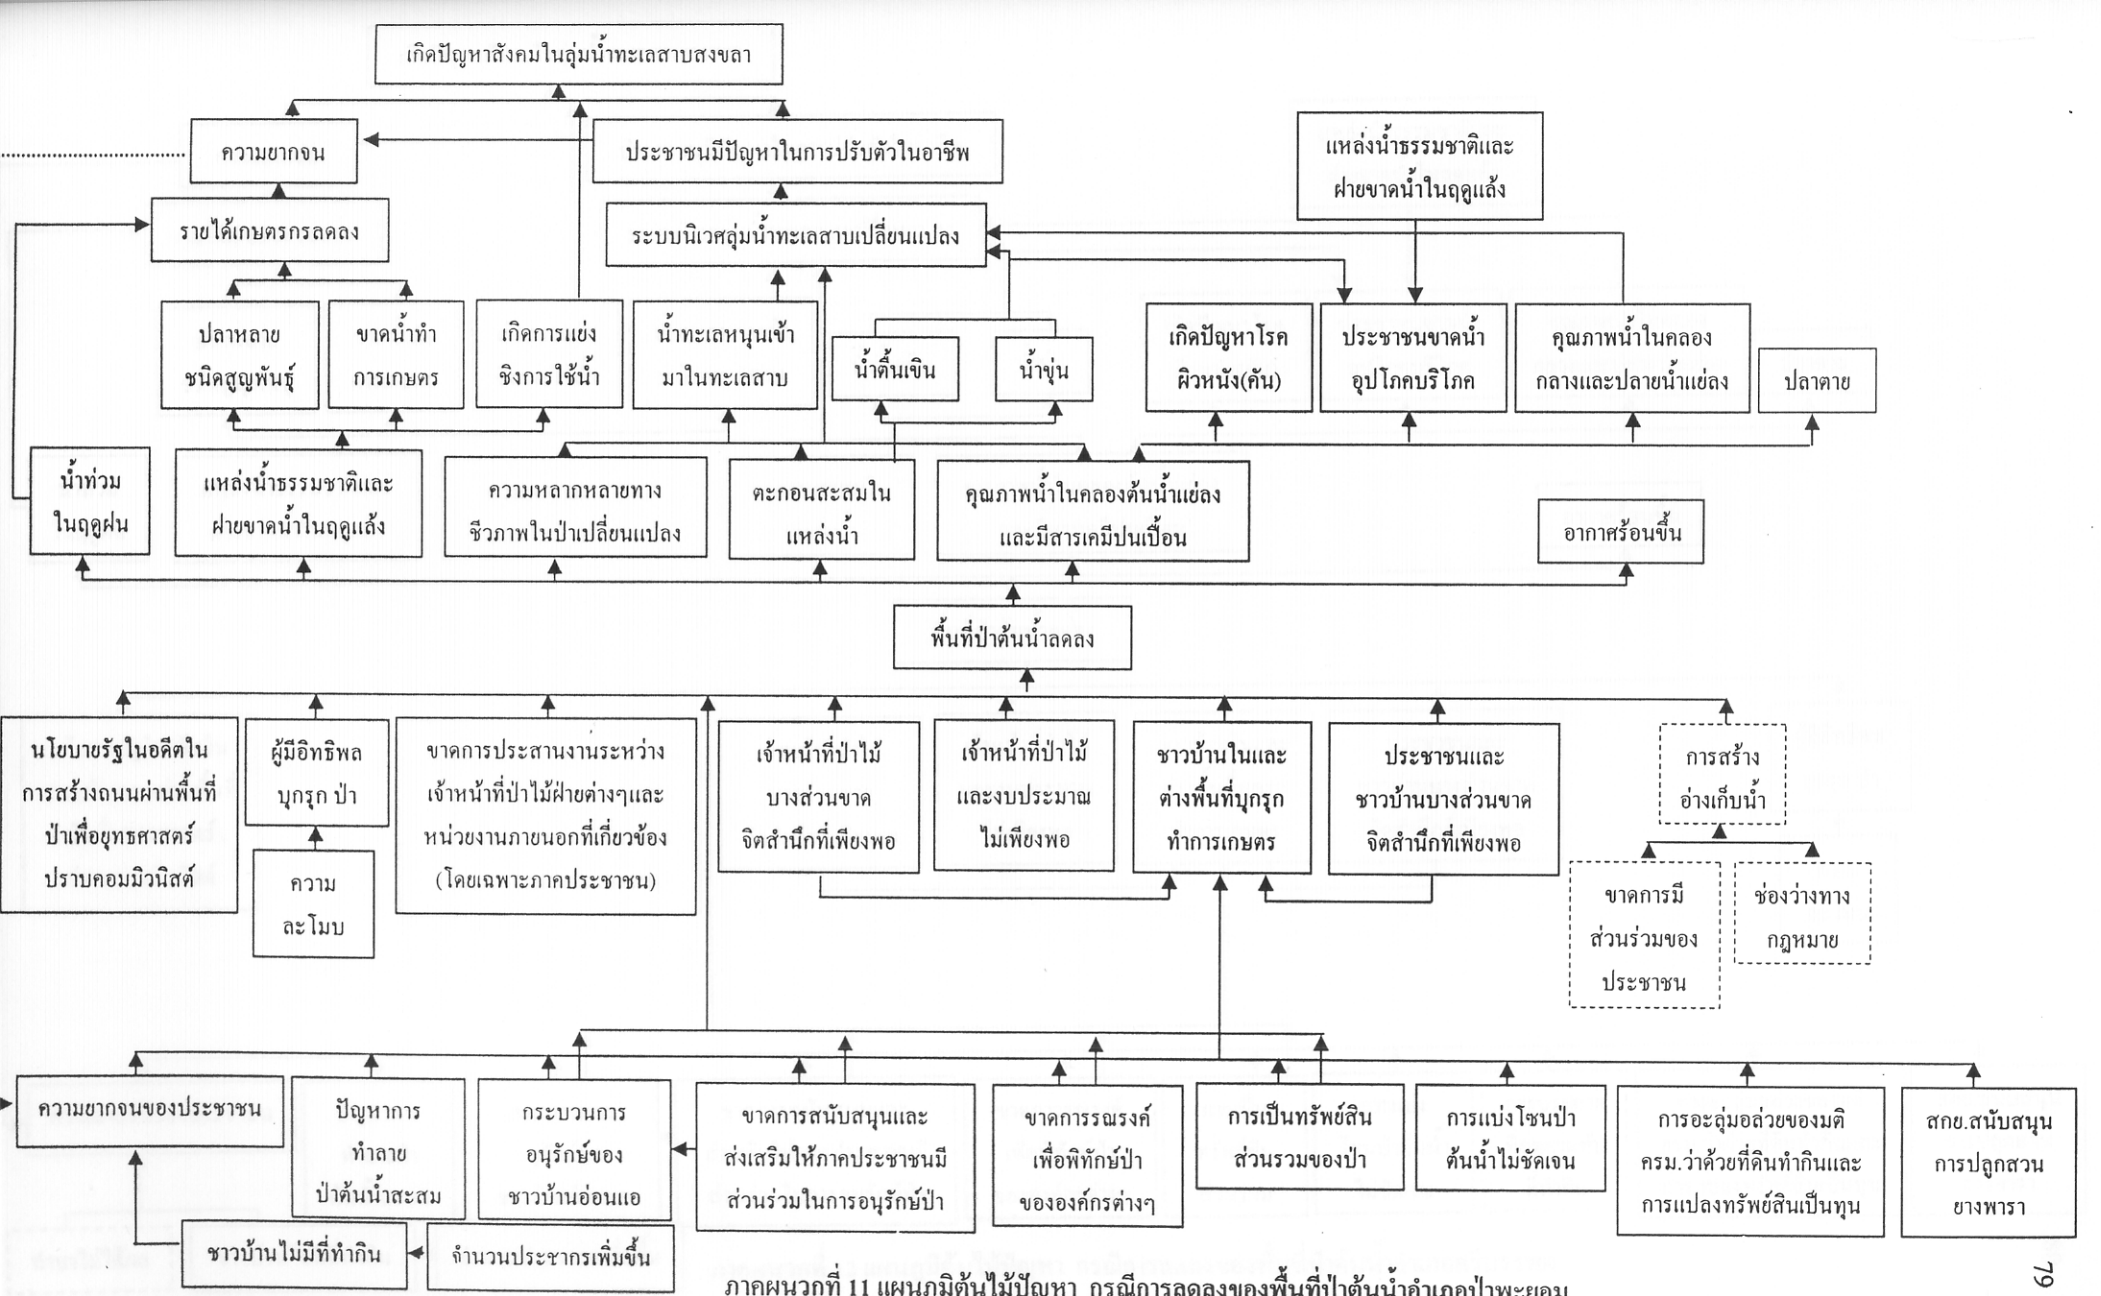 เกิดปัญหาสังคมในลุ่มน้ำทะเลสาบสงขลา
ความยากจน
ประชาชนมีปัญหาในการปรับตัวในอาชีพ
แหล่งน้ำธรรมชาติและ
ฝายขาดน้ำในฤดูแล้ง
รายได้เกษตรกรลดลง
ระบบนิเวศลุ่มน้ำทะเลสาบเปลี่ยนแปลง
ปลาหลาย
ชนิดสูญพันธุ์
ขาดน้ำทำ
การเกษตร
เกิดการแย่ง
ชิงการใช้น้ำ
น้ำทะเลหนุนเข้า
มาในทะเลสาบ
น้ำตื้นเขิน
น้ำขุ่น
เกิดปัญหาโรค
ผิวหนัง(คัน)
ประชาชนขาดน้ำ
อุปโภคบริโภค
คุณภาพน้ำในคลอง
กลางและปลายน้ำแย่ลง
ปลาตาย
น้ำท่วม
ในฤดูฝน
แหล่งน้ำธรรมชาติและ
ฝายขาดน้ำในฤดูแล้ง
ความหลากหลายทาง
ชีวภาพในป่าเปลี่ยนแปลง
ตะกอนสะสมใน
แหล่งน้ำ
คุณภาพน้ำในคลองต้นน้ำแย่ลง
และมีสารเคมีปนเปื้อน
อากาศร้อนขึ้น
พื้นที่ป่าต้นน้ำลดลง
นโยบายรัฐในอดีตใน
การสร้างถนนผ่านพื้นที่
ป่าเพื่อยุทธศาสตร์
ปราบคอมมิวนิสต์
ผู้มีอิทธิพล
บุกรุก ป่า
ความ
ละโมบ
ขาดการประสานงานระหว่าง
เจ้าหน้าที่ป่าไม้ฝ่ายต่างๆและ
หน่วยงานภายนอกที่เกี่ยวข้อง
(โดยเฉพาะภาคประชาชน)
เจ้าหน้าที่ป่าไม้
บางส่วนขาด
จิตสำนึกที่เพียงพอ
เจ้าหน้าที่ป่าไม้
และงบประมาณ
ไม่เพียงพอ
ชาวบ้านในและ
ต่างพื้นที่บุกรุก
ทำการเกษตร
ประชาชนและ
ชาวบ้านบางส่วนขาด
จิตสำนึกที่เพียงพอ
การสร้าง
อ่างเก็บน้ำ
ขาดการมี
ส่วนร่วมของ
ประชาชน
ช่องว่างทาง
กฎหมาย
ความยากจนของประชาชน
ปัญหาการ
ทำลาย
ป่าต้นน้ำสะสม
กระบวนการ
อนุรักษ์ของ
ชาวบ้านอ่อนแอ
ขาดการสนับสนุนและ
ส่งเสริมให้ภาคประชาชนมี
ส่วนร่วมในการอนุรักษ์ป่า
ขาดการรณรงค์
เพื่อพิทักษ์ป่า
ขององค์กรต่างๆ
การเป็นทรัพย์สิน
ส่วนรวมของป่า
การแบ่งโซนป่า
ต้นน้ำไม่ชัดเจน
การอะลุ่มอล่วยของมติ
ครม.ว่าด้วยที่ดินทำกินและ
การแปลงทรัพย์สินเป็นทุน
สกย.สนับสนุน
การปลูกสวน
ยางพารา
ชาวบ้านไม่มีที่ทำกิน
จำนวนประชากรเพิ่มขึ้น
ภาคผนวกที่ 11 แผนภูมิต้นไม้ปัญหา กรณีการลดลงของพื้นที่ป่าต้นน้ำอำเภอป่าพะยอม
79